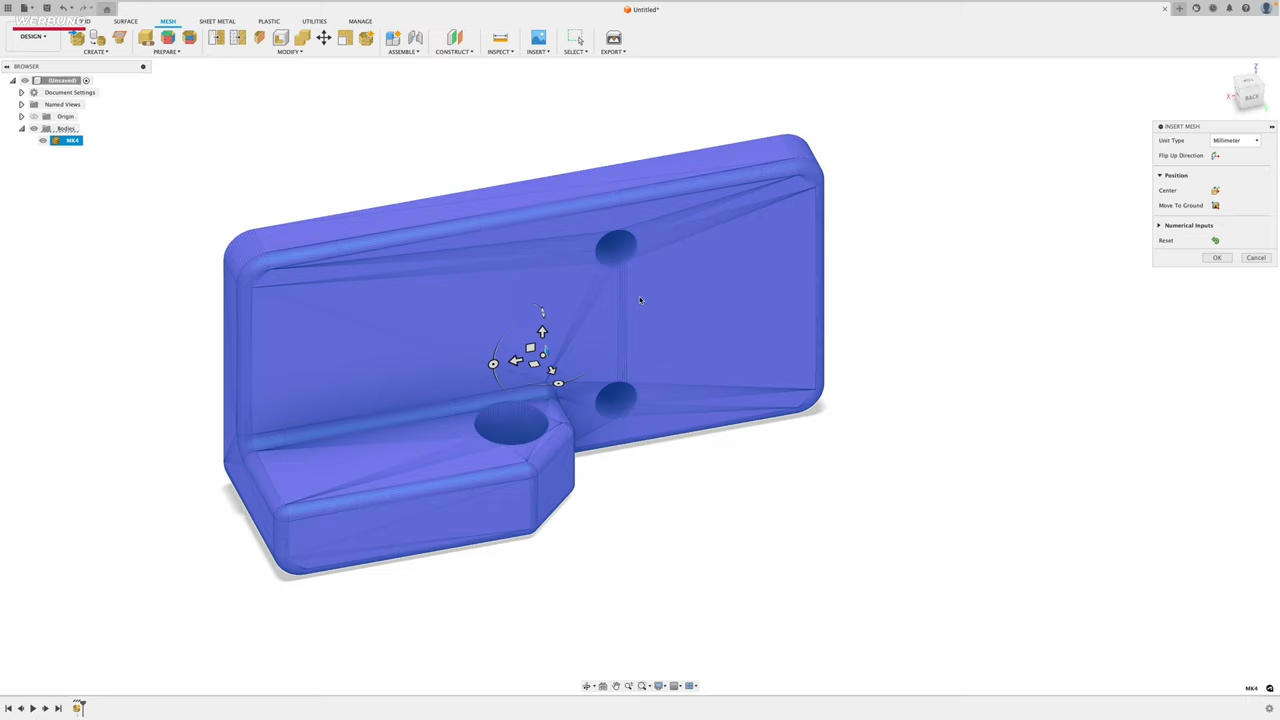 Untitled*
WERBUNG
SURFACE
MESH
SHEET METAL
PLASTIC
UTILITIES
MANAGE
DESIGN
CREATE
PREPARE
MODIFY
ASSEMBLE
CONSTRUCT
INSPECT
INSERT
SELECT
EXPORT
BROWSER
(Unsaved)
Document Settings
Named Views
Origin
Bodies
MK4
Z
X
BACK
INSERT MESH
Unit Type
Millimeter
Flip Up Direction
Position
Center
Move To Ground
Numerical Inputs
Reset
OK
Cancel
MK4